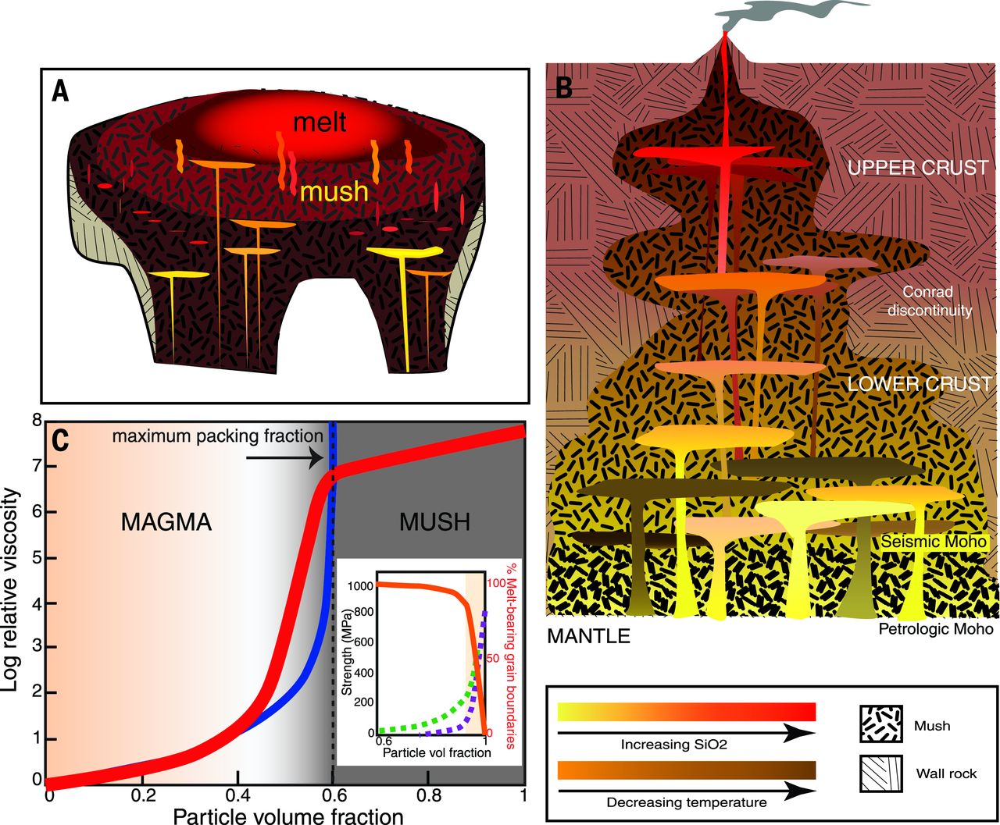 A
melt
mush
B
UPPER CRUST
Conrad
discontinuity
LOWER CRUST
Seismic Moho
Petrologic Moho
MANTLE
C
8
7
6
5
4
3
2
1
0
Log relative viscosity
maximum packing fraction
MAGMA
MUSH
1000
800
600
400
200
0
Strength (MPa)
100
50
0
% Melt-bearing grain boundaries
0.6
1
Particle vol fraction
0
0.2
0.4
0.6
0.8
1
Particle volume fraction
Increasing SiO2
Decreasing temperature
Mush
Wall rock